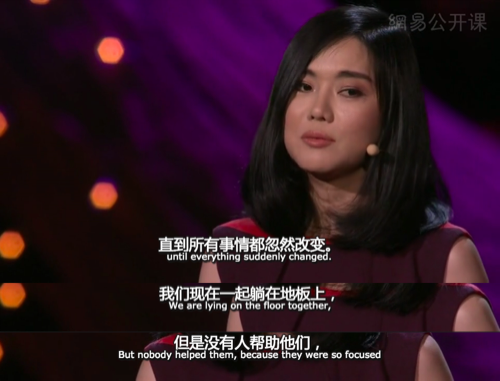 網易公开课
直到所有事情都忽然改变。
until everything suddenly changed.
我们现在一起躺在地板上，
We are lying on the floor together,
但是没有人帮助他们，
But nobody helped them, because they were so focused